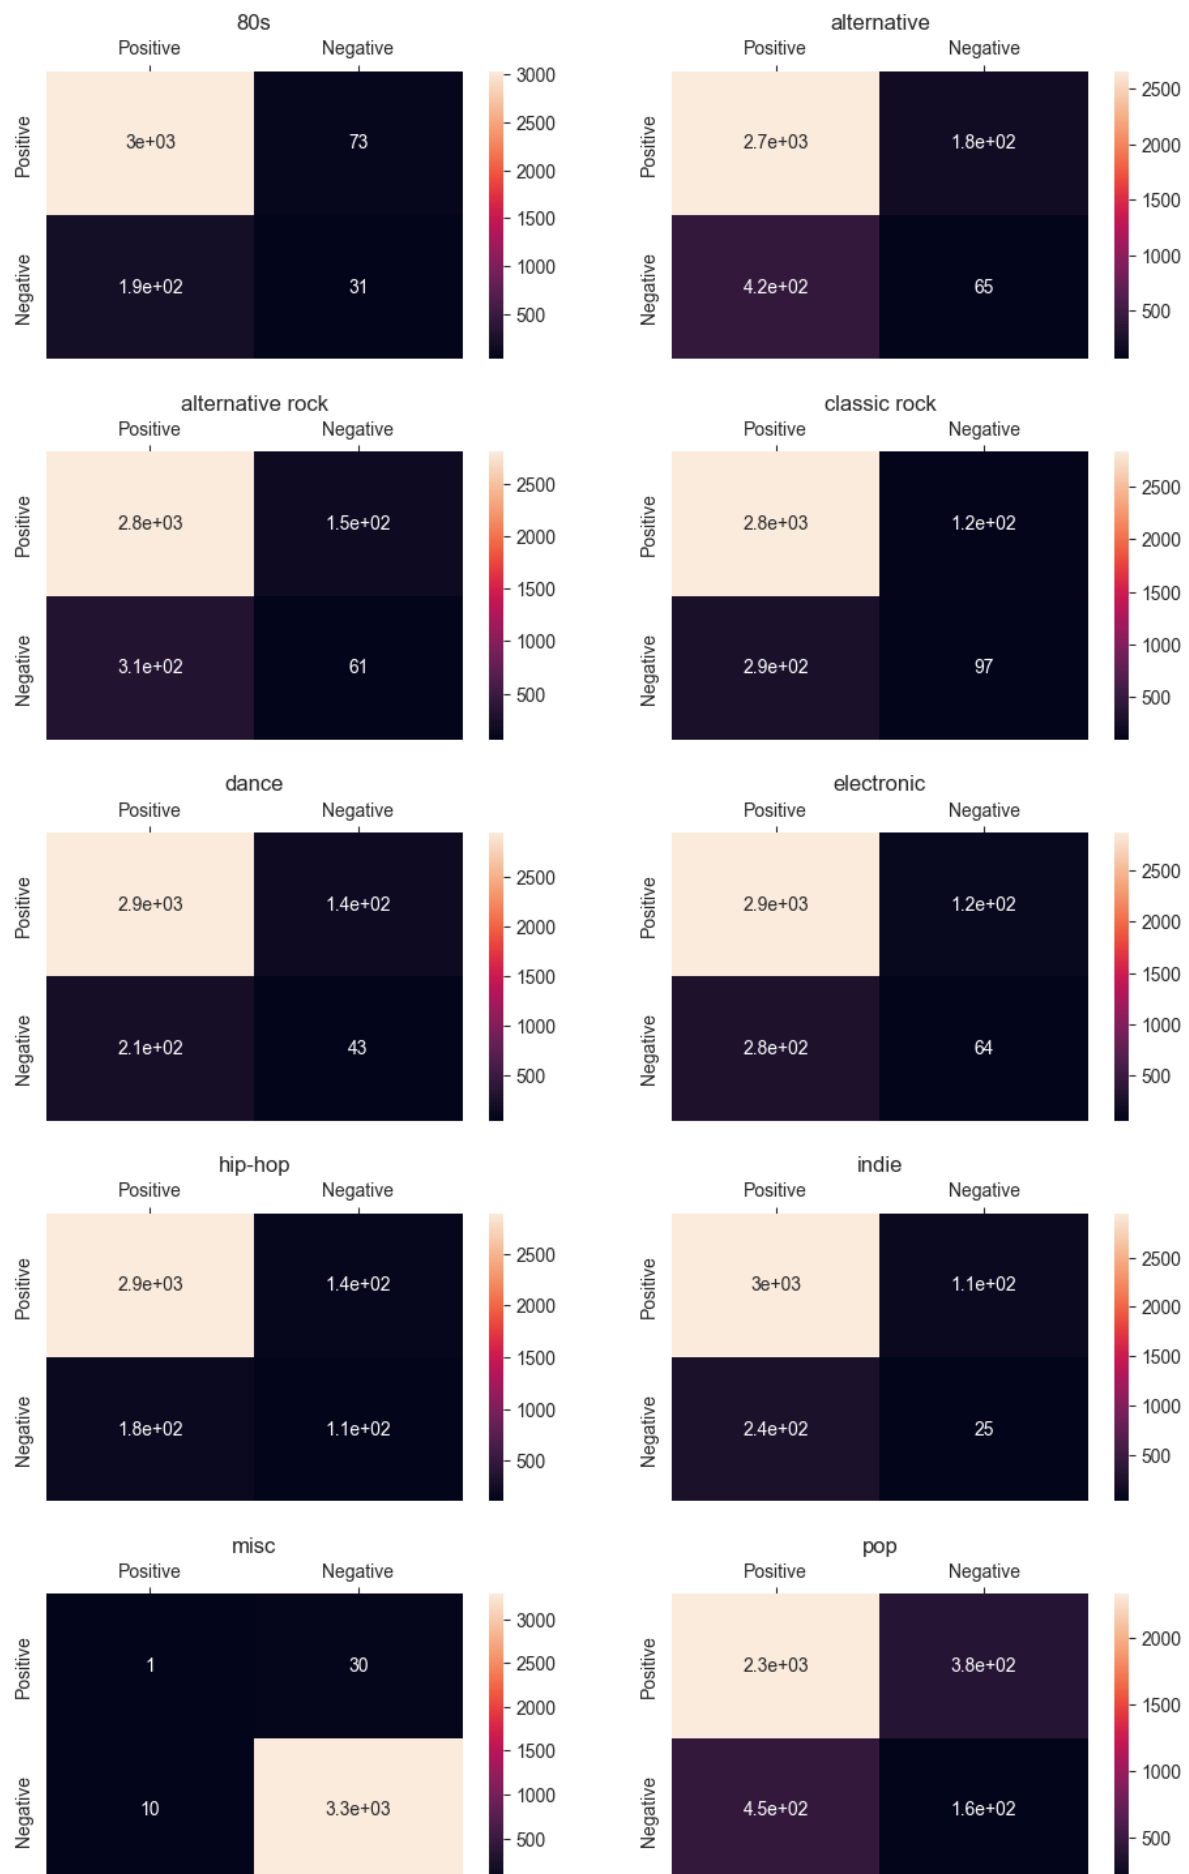 80s
Positive Negative
Positive 3e+03 73
Negative 1.9e+02 31
3000
2500
2000
1500
1000
500
alternative
Positive Negative
Positive 2.7e+03 1.8e+02
Negative 4.2e+02 65
2500
2000
1500
1000
500
alternative rock
Positive Negative
Positive 2.8e+03 1.5e+02
Negative 3.1e+02 61
2500
2000
1500
1000
500
classic rock
Positive Negative
Positive 2.8e+03 1.2e+02
Negative 2.9e+02 97
2500
2000
1500
1000
500
dance
Positive Negative
Positive 2.9e+03 1.4e+02
Negative 2.1e+02 43
2500
2000
1500
1000
500
electronic
Positive Negative
Positive 2.9e+03 1.2e+02
Negative 2.8e+02 64
2500
2000
1500
1000
500
hip-hop
Positive Negative
Positive 2.9e+03 1.4e+02
Negative 1.8e+02 1.1e+02
2500
2000
1500
1000
500
indie
Positive Negative
Positive 3e+03 1.1e+02
Negative 2.4e+02 25
2500
2000
1500
1000
500
misc
Positive Negative
Positive 1 30
Negative 10 3.3e+03
3000
2500
2000
1500
1000
500
pop
Positive Negative
Positive 2.3e+03 3.8e+02
Negative 4.5e+02 1.6e+02
2000
1500
1000
500